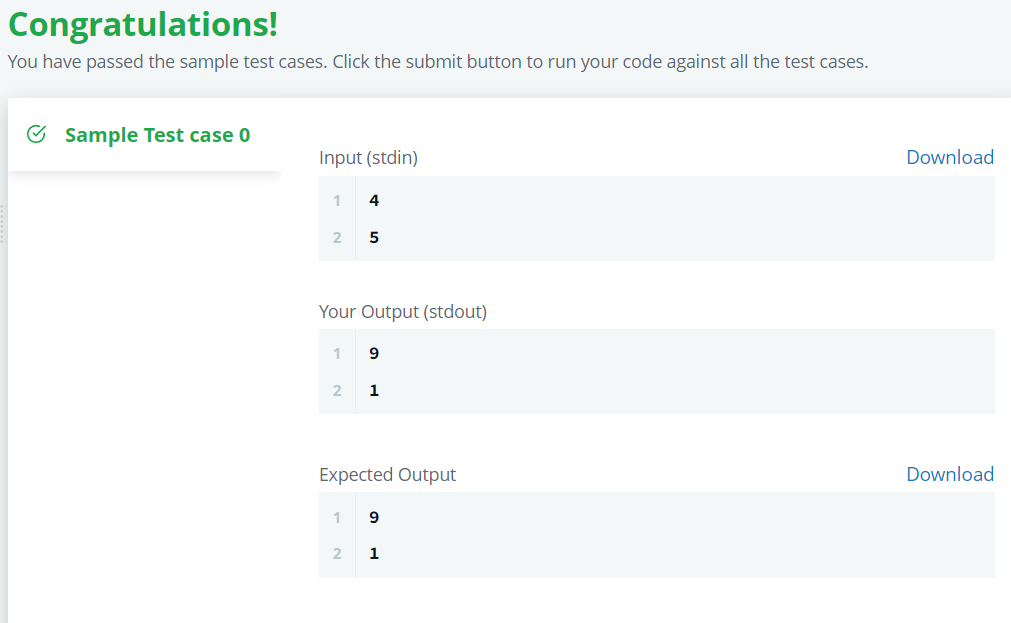 Congratulations!
You have passed the sample test cases. Click the submit button to run your code against all the test cases.
Sample Test case 0
Input (stdin) Download
1 4
2 5
Your Output (stdout)
1 9
2 1
Expected Output Download
1 9
2 1